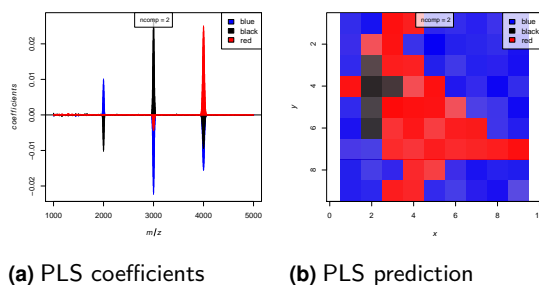 ncomp = 2
blue
black
red
coefficients
0.02
0.01
0.00
−0.01
−0.02
1000 2000 3000 4000 5000
m/z
(a) PLS coefficients
ncomp = 2
blue
black
red
y
2
4
6
8
0 2 4 6 8 10
x
(b) PLS prediction